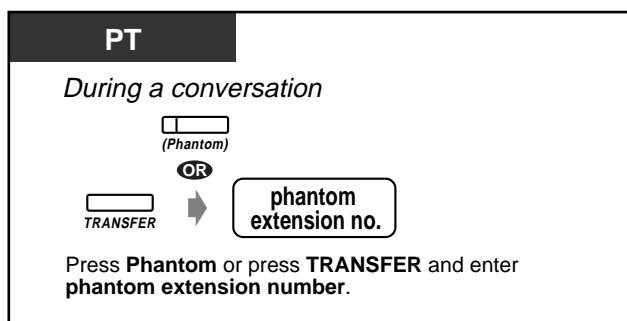 PT
During a conversation
(Phantom)
OR
TRANSFER
phantom
extension no.
Press Phantom or press TRANSFER and enter
phantom extension number.